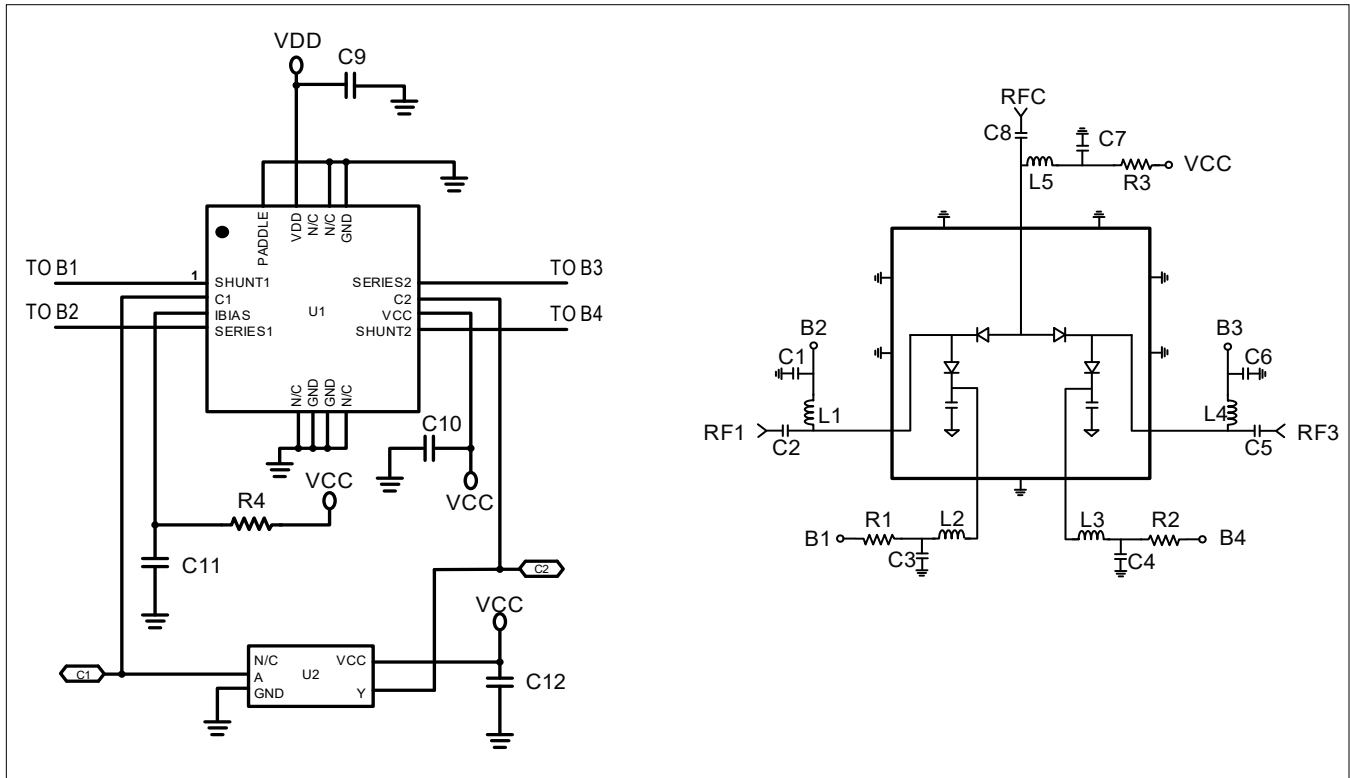 VDD
C9
PADDLE
VDD
N/C
N/C
GND
TO B1
1
SHUNT1
C1
TO B2
IBIAS
SERIES1
U1
SERIES2
TO B3
C2
VCC
TO B4
SHUNT2
N/C
GND
GND
N/C
C10
VCC
VCC
R4
C11
C2
VCC
C1
N/C
A
GND
U2
VCC
Y
C12
RFC
C8
C7
L5
R3
VCC
B2
C1
L1
RF1
C2
B3
C6
L4
C5
RF3
B1
R1
L2
C3
L3
R2
B4
C4